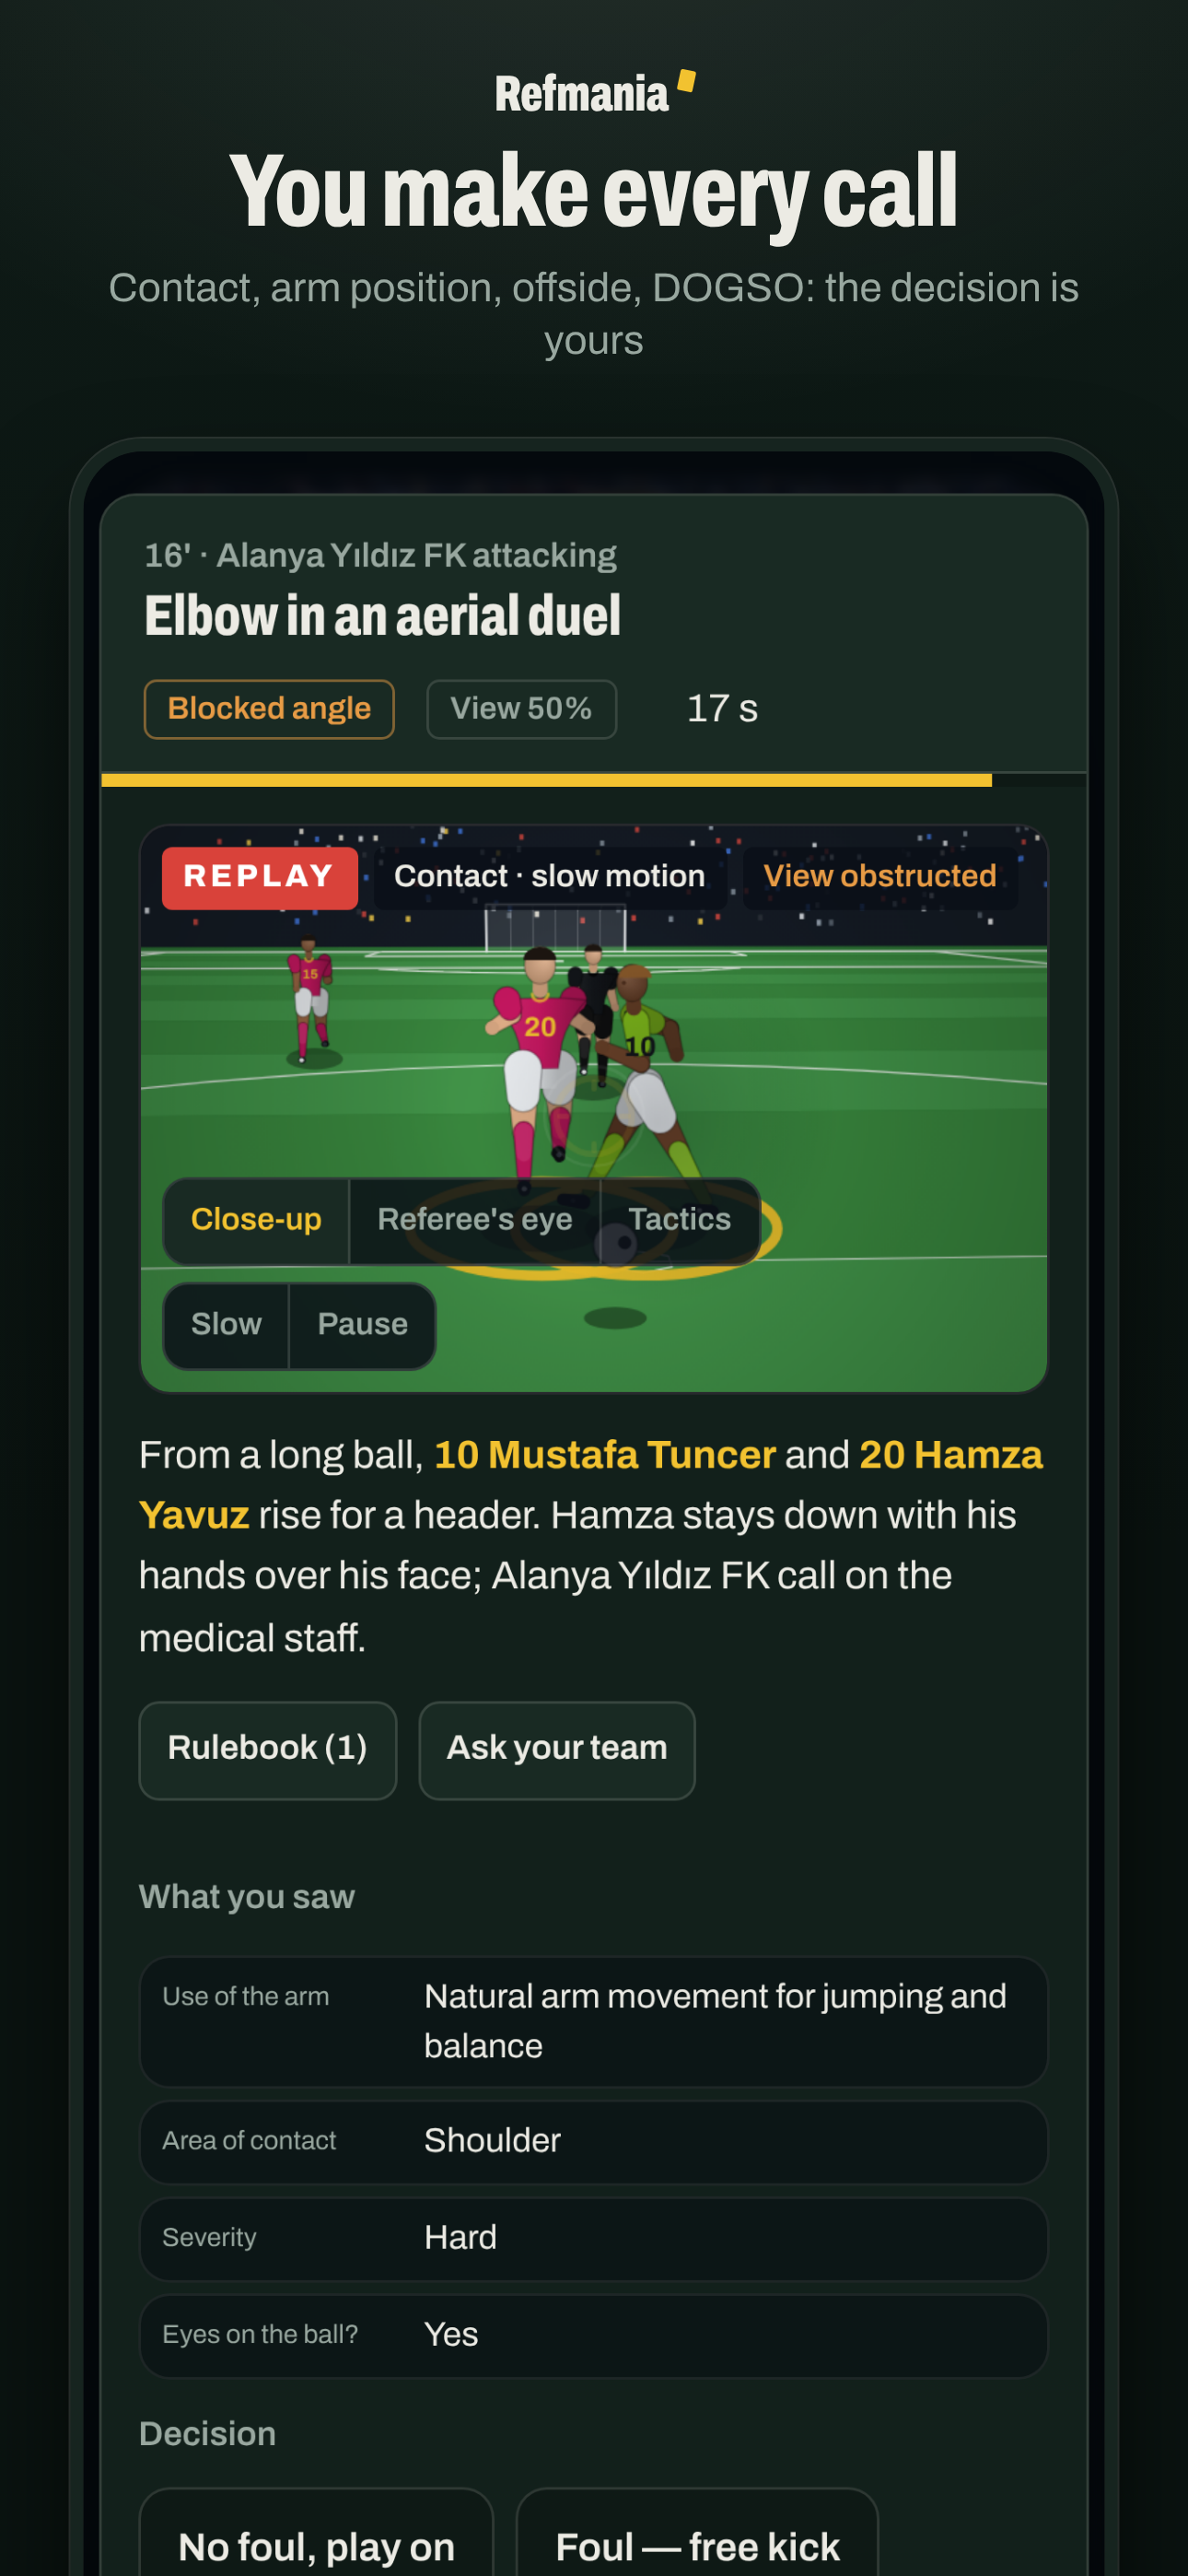 Refmania
You make every call
Contact, arm position, offside, DOGSO: the decision is
yours
16' · Alanya Yıldız FK attacking
Elbow in an aerial duel
Blocked angle View 50% 17 s
REPLAY Contact · slow motion View obstructed
15
20
10
Close-up Referee's eye Tactics
Slow Pause
From a long ball, 10 Mustafa Tuncer and 20 Hamza
Yavuz rise for a header. Hamza stays down with his
hands over his face; Alanya Yıldız FK call on the
medical staff.
Rulebook (1) Ask your team
What you saw
Use of the arm Natural arm movement for jumping and
balance
Area of contact Shoulder
Severity Hard
Eyes on the ball? Yes
Decision
No foul, play on Foul — free kick